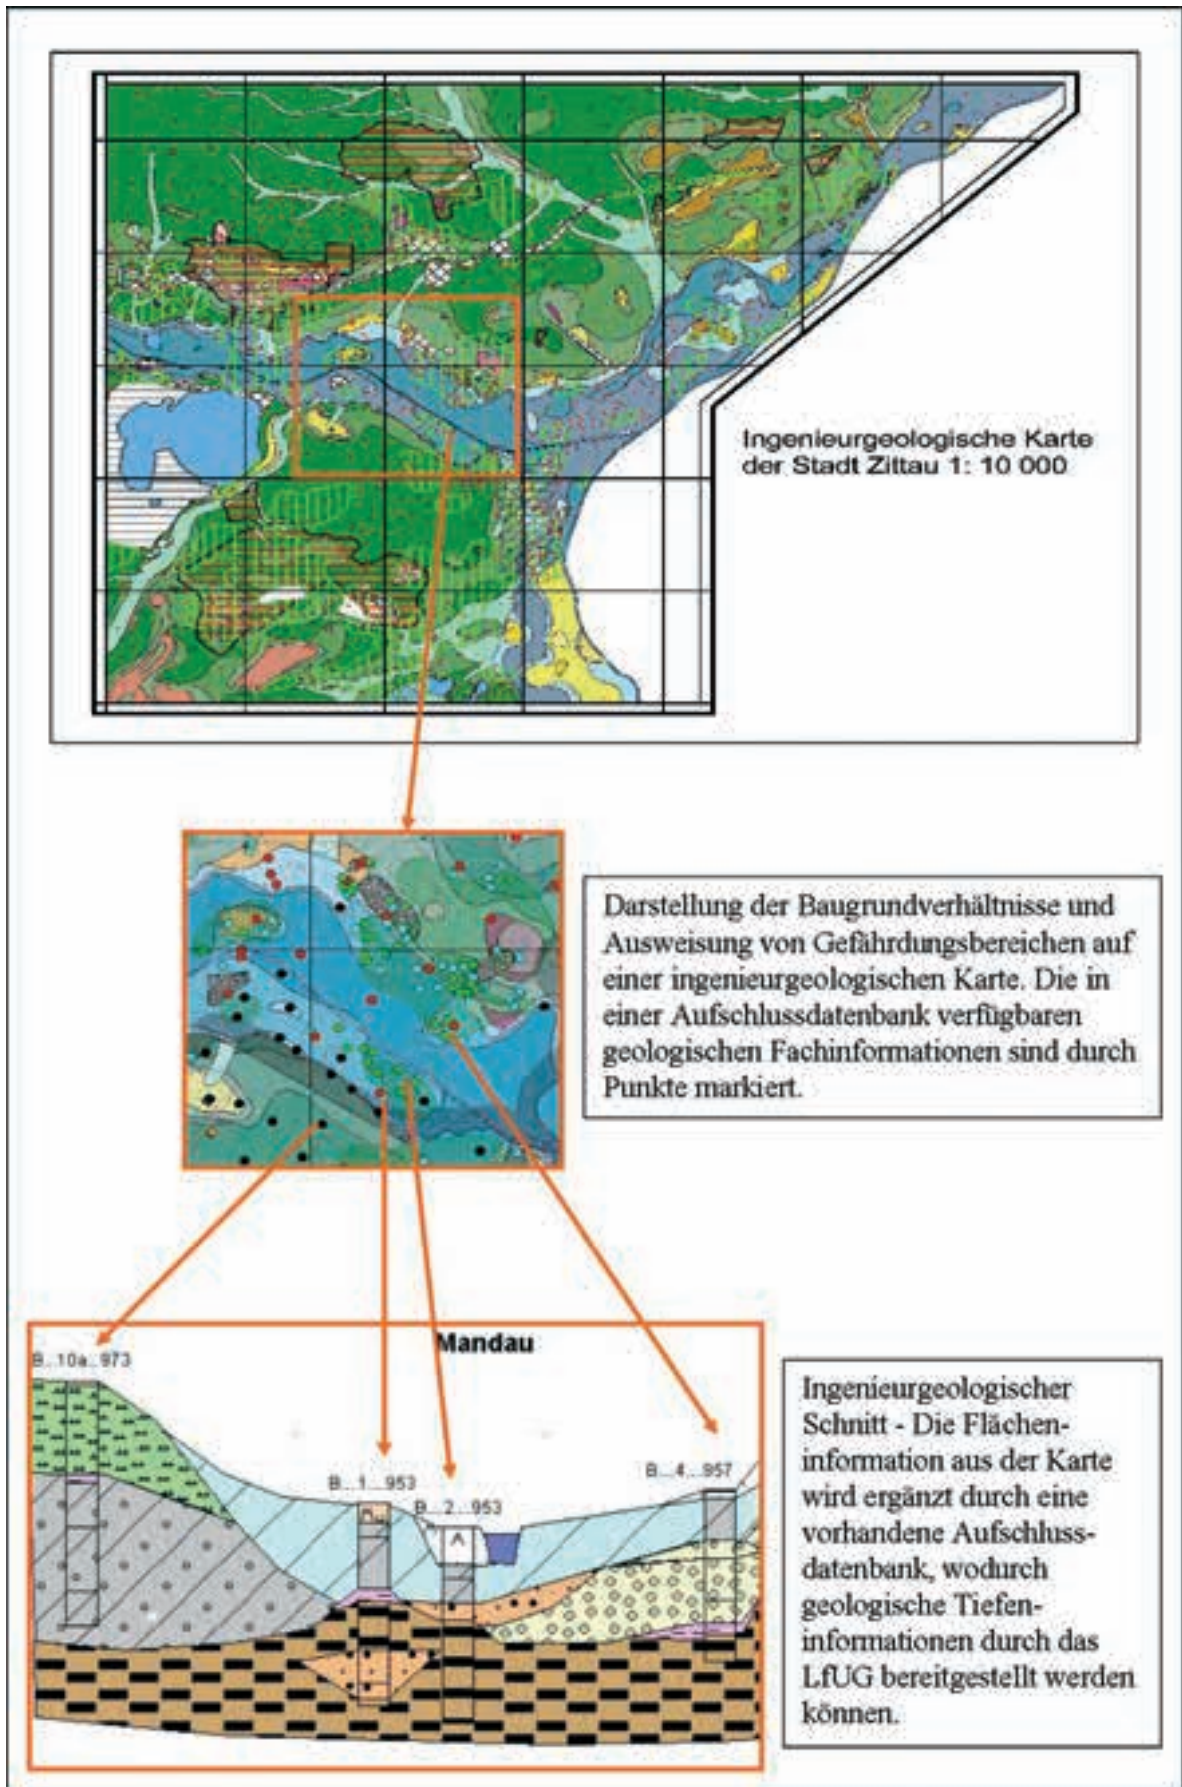 Ingenieurgeologische Karte
der Stadt Zittau 1: 10 000
Darstellung der Baugrundverhältnisse und
Ausweisung von Gefährdungsbereichen auf
einer ingenieurgeologischen Karte. Die in
einer Aufschlussdatenbank verfügbaren
geologischen Fachinformationen sind durch
Punkte markiert.
Mandau
B...10a...973
B...1...953
B...2...953
B...4...957
Ingenieurgeologischer
Schnitt - Die Flächen-
information aus der Karte
wird ergänzt durch eine
vorhandene Aufschluss-
datenbank, wodurch
geologische Tiefen-
informationen durch das
LfUG bereitgestellt werden
können.